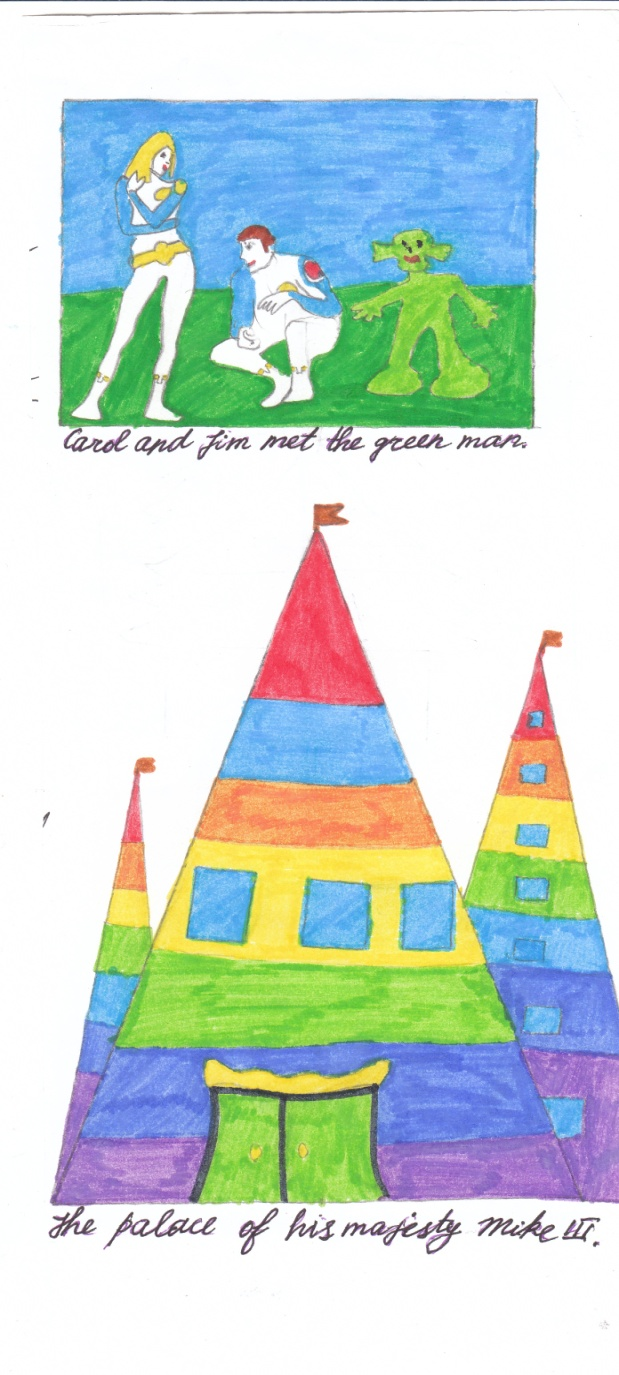 Carol and Jim met the green man.
The palace of his majesty Mike III.